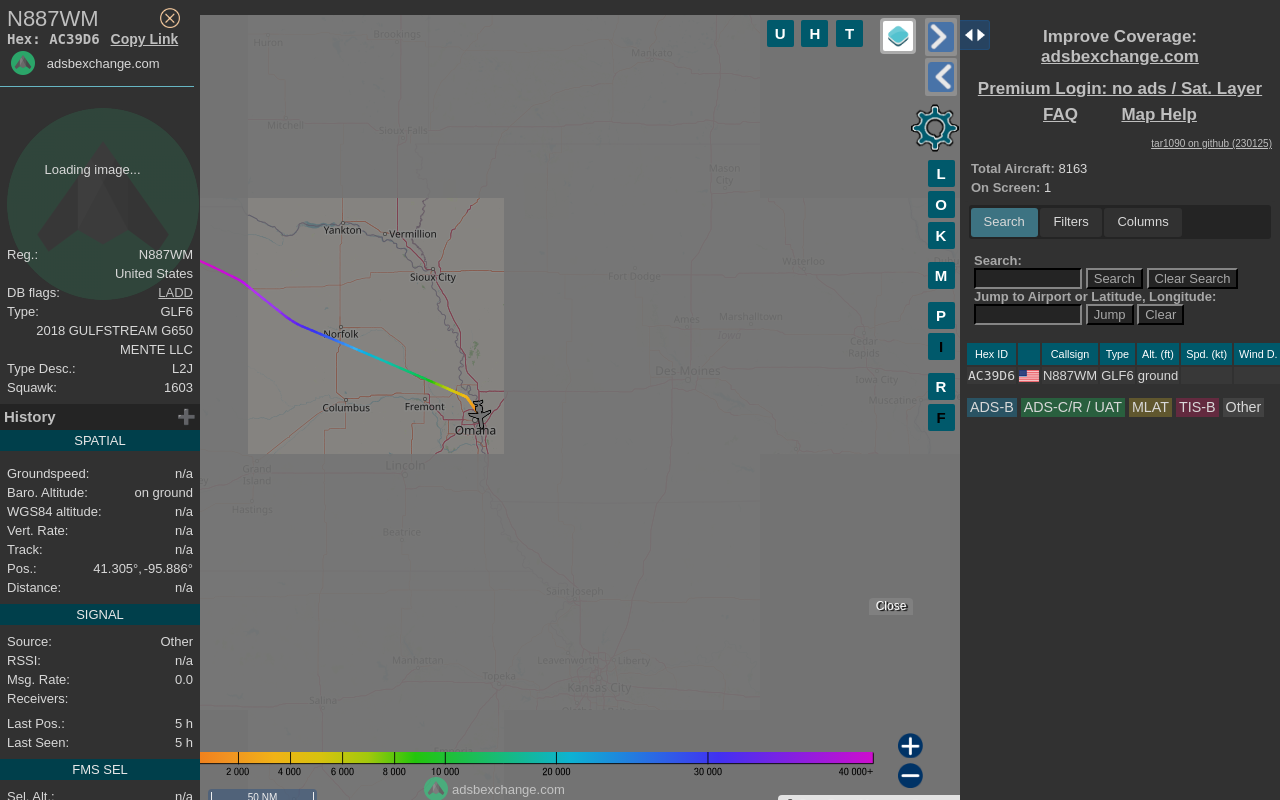 N887WM
Hex: AC39D6 Copy Link
adsbexchange.com
Loading image...
Reg.: N887WM
United States
DB flags: LADD
Type: GLF6
2018 GULFSTREAM G650
MENTE LLC
Type Desc.: L2J
Squawk: 1603
History
SPATIAL
Groundspeed: n/a
Baro. Altitude: on ground
WGS84 altitude: n/a
Vert. Rate: n/a
Track: n/a
Pos.: 41.305°, -95.886°
Distance: n/a
SIGNAL
Source: Other
RSSI: n/a
Msg. Rate: 0.0
Receivers:
Last Pos.: 5 h
Last Seen: 5 h
FMS SEL
Sel. Alt.: n/a
Huron
Brookings
Mankato
Mitchell
Sioux Falls
Mason City
Yankton
Vermillion
Sioux City
Fort Dodge
Waterloo
Norfolk
Ames
Marshalltown
Cedar Rapids
Des Moines
Iowa City
Muscatine
Columbus
Fremont
Omaha
Grand Island
Lincoln
Hastings
Beatrice
Saint Joseph
Manhattan
Leavenworth
Liberty
Topeka
Kansas City
Salina
U H T
L
O
K
M
P
I
R
F
Close
2 000 4 000 6 000 8 000 10 000 20 000 30 000 40 000+
adsbexchange.com
50 NM
Improve Coverage:
adsbexchange.com
Premium Login: no ads / Sat. Layer
FAQ Map Help
tar1090 on github (230125)
Total Aircraft: 8163
On Screen: 1
Search Filters Columns
Search:
Search Clear Search
Jump to Airport or Latitude, Longitude:
Jump Clear
Hex ID Callsign Type Alt. (ft) Spd. (kt) Wind D.
AC39D6 N887WM GLF6 ground
ADS-B ADS-C/R / UAT MLAT TIS-B Other